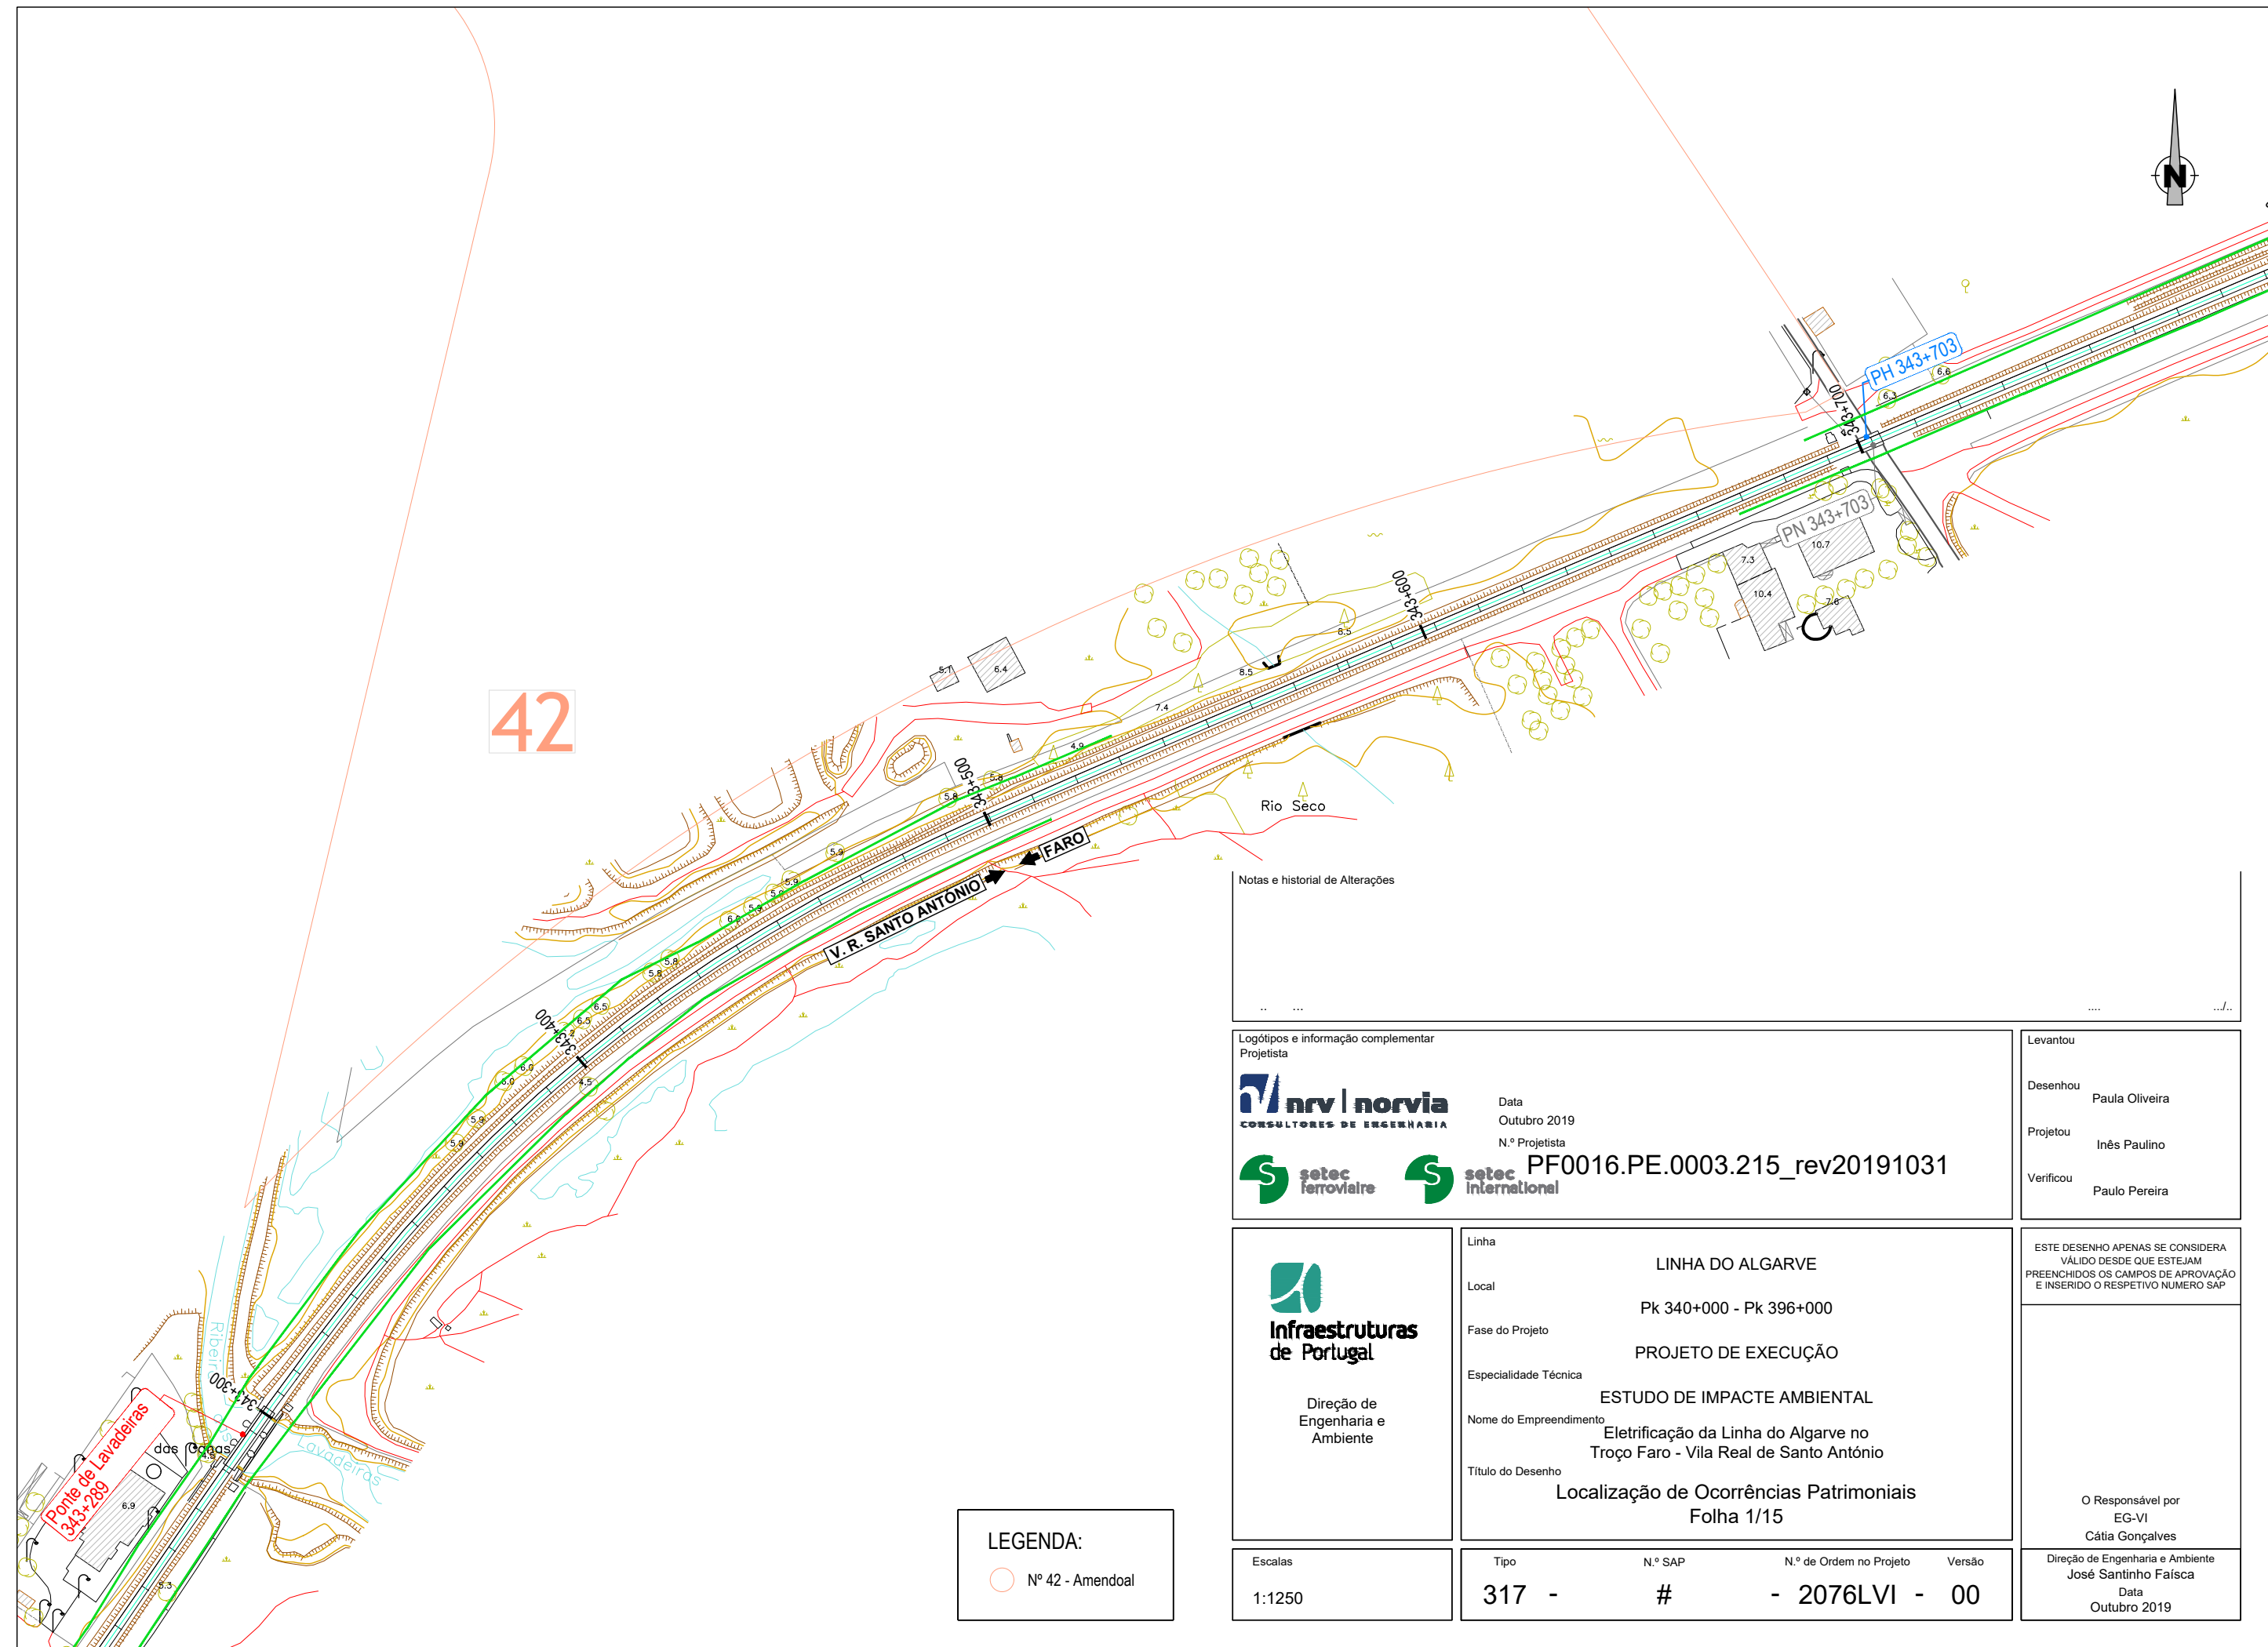 N
PH 343+703
6.6
6.3
343+700
PN 343+703
10.7
7.3
10.4
7.6
343+600
8.5
8.5
7.4
5.1
6.4
42
4.9
343+500
5.8
5.8
Rio Seco
FARO
V. R. SANTO ANTÓNIO
5.9
5.9
5.9
6.0
5.8
5.8
6.5
6.5
343+400
6.0
6.0
4.5
5.9
5.9
Ribeira
das
Lavadeiras
343+300
das Canas
4.5
Ponte de Lavadeiras
343+289
6.9
5.3
LEGENDA:
Nº 42 - Amendoal
Notas e historial de Alterações
.. ... .... .../..
Logótipos e informação complementar
Projetista
nrv | norvia
CONSULTORES DE ENGENHARIA
Data
Outubro 2019
N.º Projetista
PF0016.PE.0003.215_rev20191031
setec
ferroviaire
setec
international
Levantou
Desenhou
Paula Oliveira
Projetou
Inês Paulino
Verificou
Paulo Pereira
Infraestruturas
de Portugal
Direção de
Engenharia e
Ambiente
Linha
LINHA DO ALGARVE
Local
Pk 340+000 - Pk 396+000
Fase do Projeto
PROJETO DE EXECUÇÃO
Especialidade Técnica
ESTUDO DE IMPACTE AMBIENTAL
Nome do Empreendimento
Eletrificação da Linha do Algarve no
Troço Faro - Vila Real de Santo António
Título do Desenho
Localização de Ocorrências Patrimoniais
Folha 1/15
ESTE DESENHO APENAS SE CONSIDERA
VÁLIDO DESDE QUE ESTEJAM
PREENCHIDOS OS CAMPOS DE APROVAÇÃO
E INSERIDO O RESPETIVO NUMERO SAP
O Responsável por
EG-VI
Cátia Gonçalves
Escalas
1:1250
Tipo N.º SAP N.º de Ordem no Projeto Versão
317 - # - 2076LVI - 00
Direção de Engenharia e Ambiente
José Santinho Faísca
Data
Outubro 2019